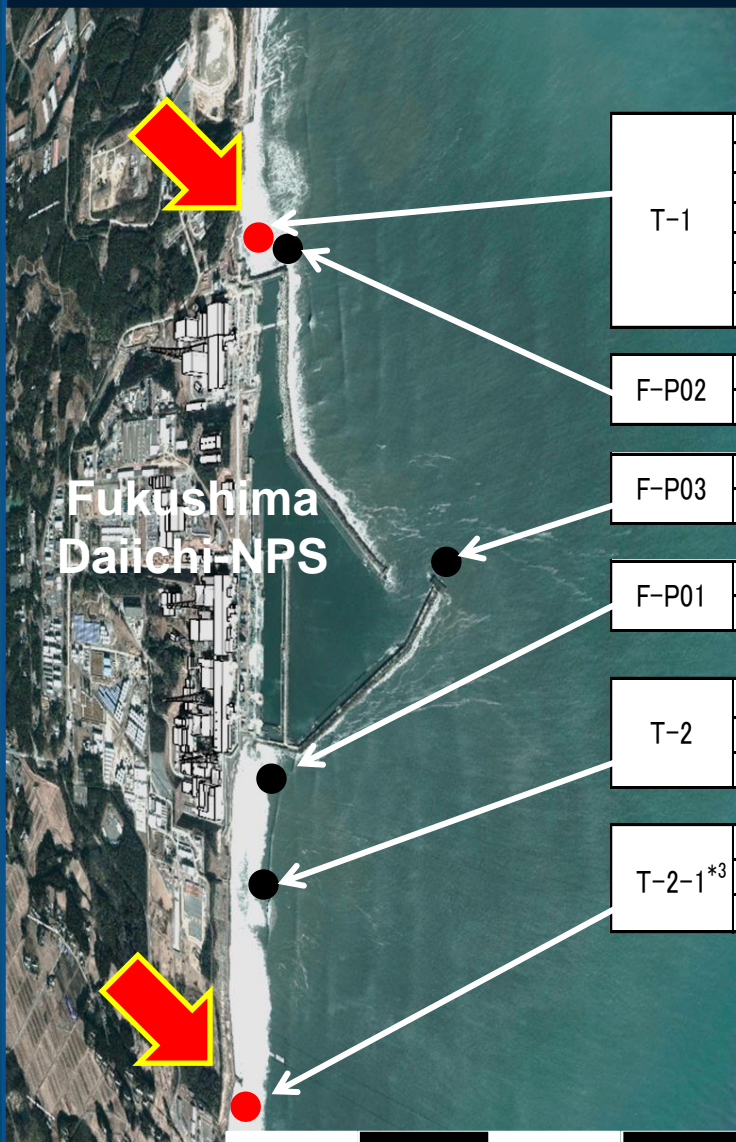 T-1
F-P02
F-P03
Fukushima
Daiichi NPS
F-P01
T-2
T-2-1*3